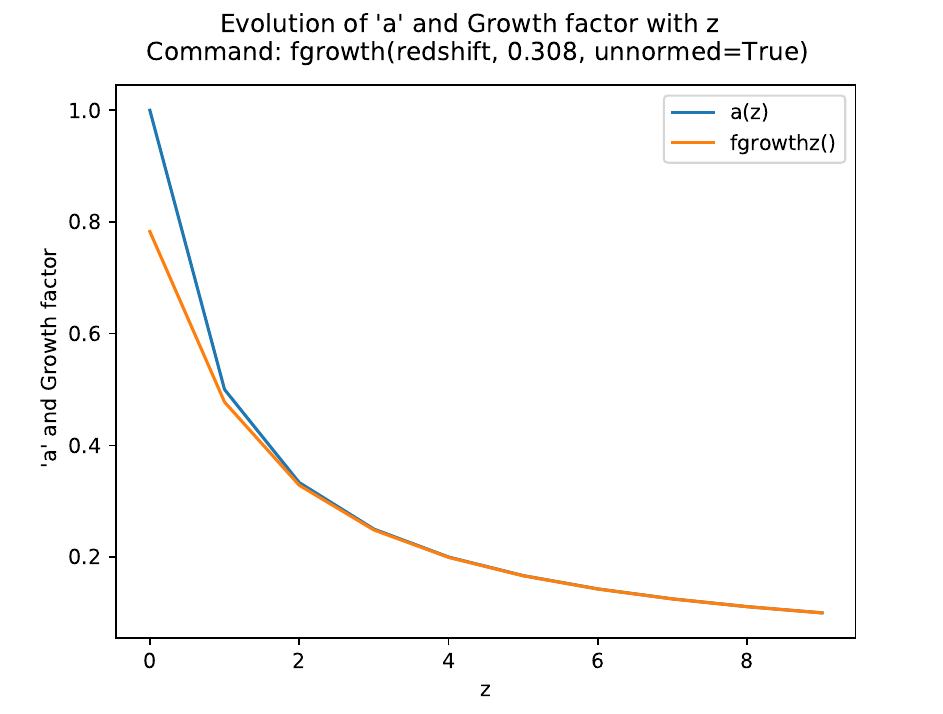 Evolution of 'a' and Growth factor with z
Command: fgrowth(redshift, 0.308, unnormed=True)
a(z)
fgrowthz()
'a' and Growth factor
1.0
0.8
0.6
0.4
0.2
0
2
4
6
8
z